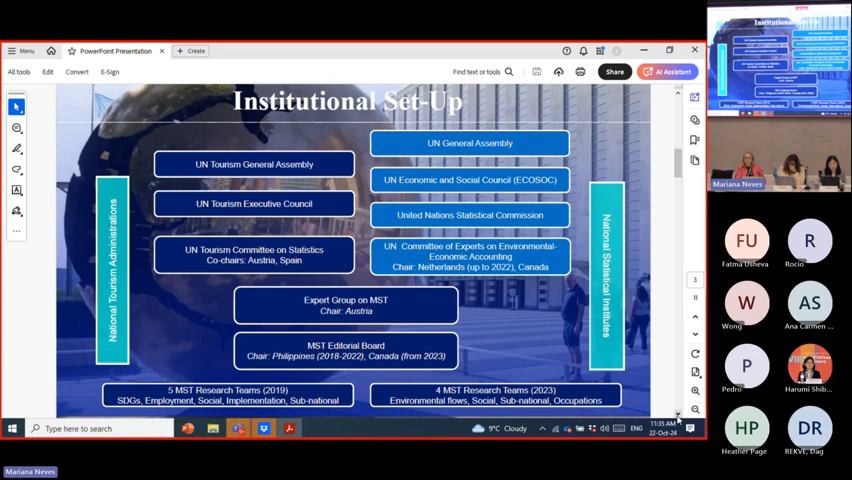 Menu
PowerPoint Presentation
Create
All tools
Edit
Convert
E-Sign
Find text or tools
Share
AI Assistant
Institutional Set-Up
National Tourism Administrations
UN Tourism General Assembly
UN Tourism Executive Council
UN Tourism Committee on Statistics
Co-chairs: Austria, Spain
UN General Assembly
UN Economic and Social Council (ECOSOC)
United Nations Statistical Commission
UN Committee of Experts on Environmental-
Economic Accounting
Chair: Netherlands (up to 2022), Canada
National Statistical Institutes
Expert Group on MST
Chair: Austria
MST Editorial Board
Chair: Philippines (2018-2022), Canada (from 2023)
5 MST Research Teams (2019)
SDGs, Employment, Social, Implementation, Sub-national
4 MST Research Teams (2023)
Environmental flows, Social, Sub-national, Occupations
3
11
Type here to search
9°C Cloudy
ENG
11:35 AM
22-Oct-24
Institutional Set-Up
Mariana Neves
FU
Fatma Usheva
R
Rocio
W
Wong
AS
Ana Carmen ...
P
Pedro
Harumi Shib...
HP
Heather Page
DR
REKVE, Dag
Mariana Neves